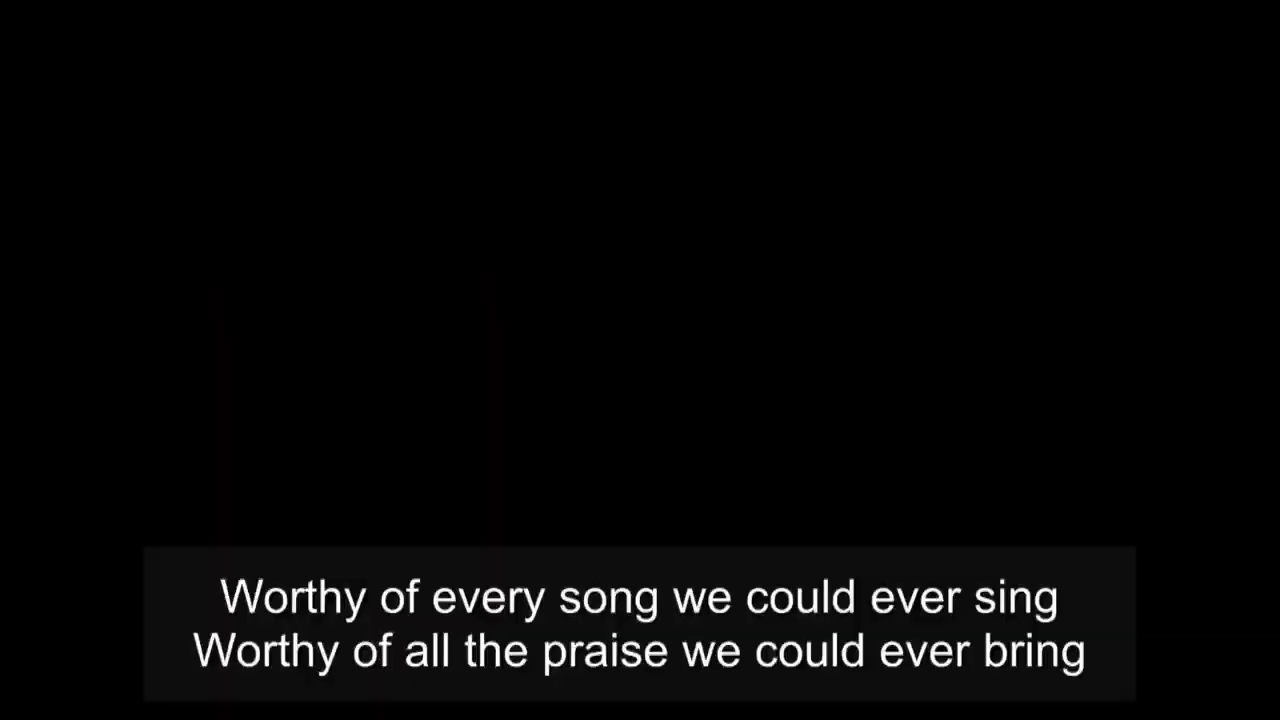 Worthy of every song we could ever sing
Worthy of all the praise we could ever bring